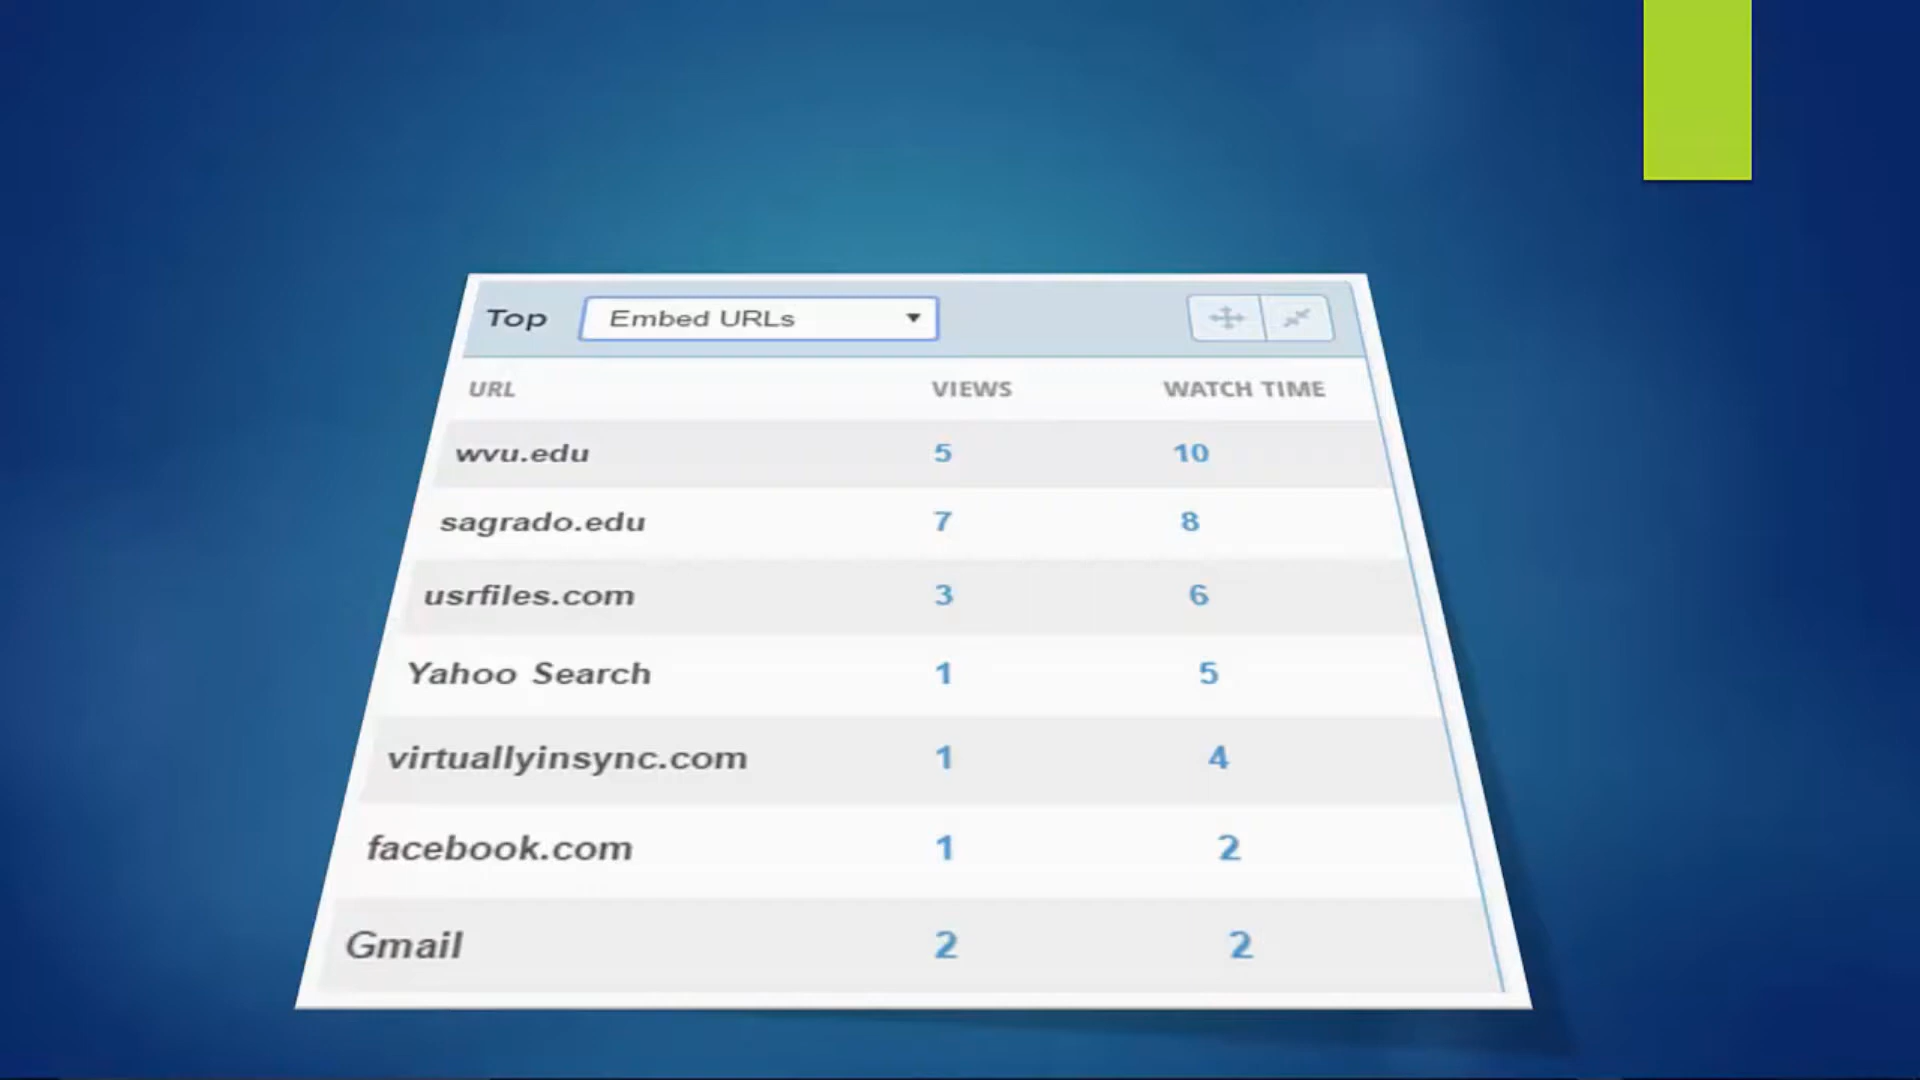 Top Embed URLs
URL VIEWS WATCH TIME
wvu.edu 5 10
sagrado.edu 7 8
usrfiles.com 3 6
Yahoo Search 1 5
virtuallyinsync.com 1 4
facebook.com 1 2
Gmail 2 2